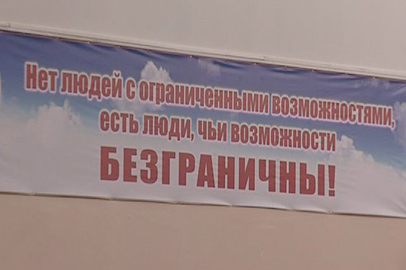 Нет людей с ограниченными возможностями,
есть люди, чьи возможности
БЕЗГРАНИЧНЫ!